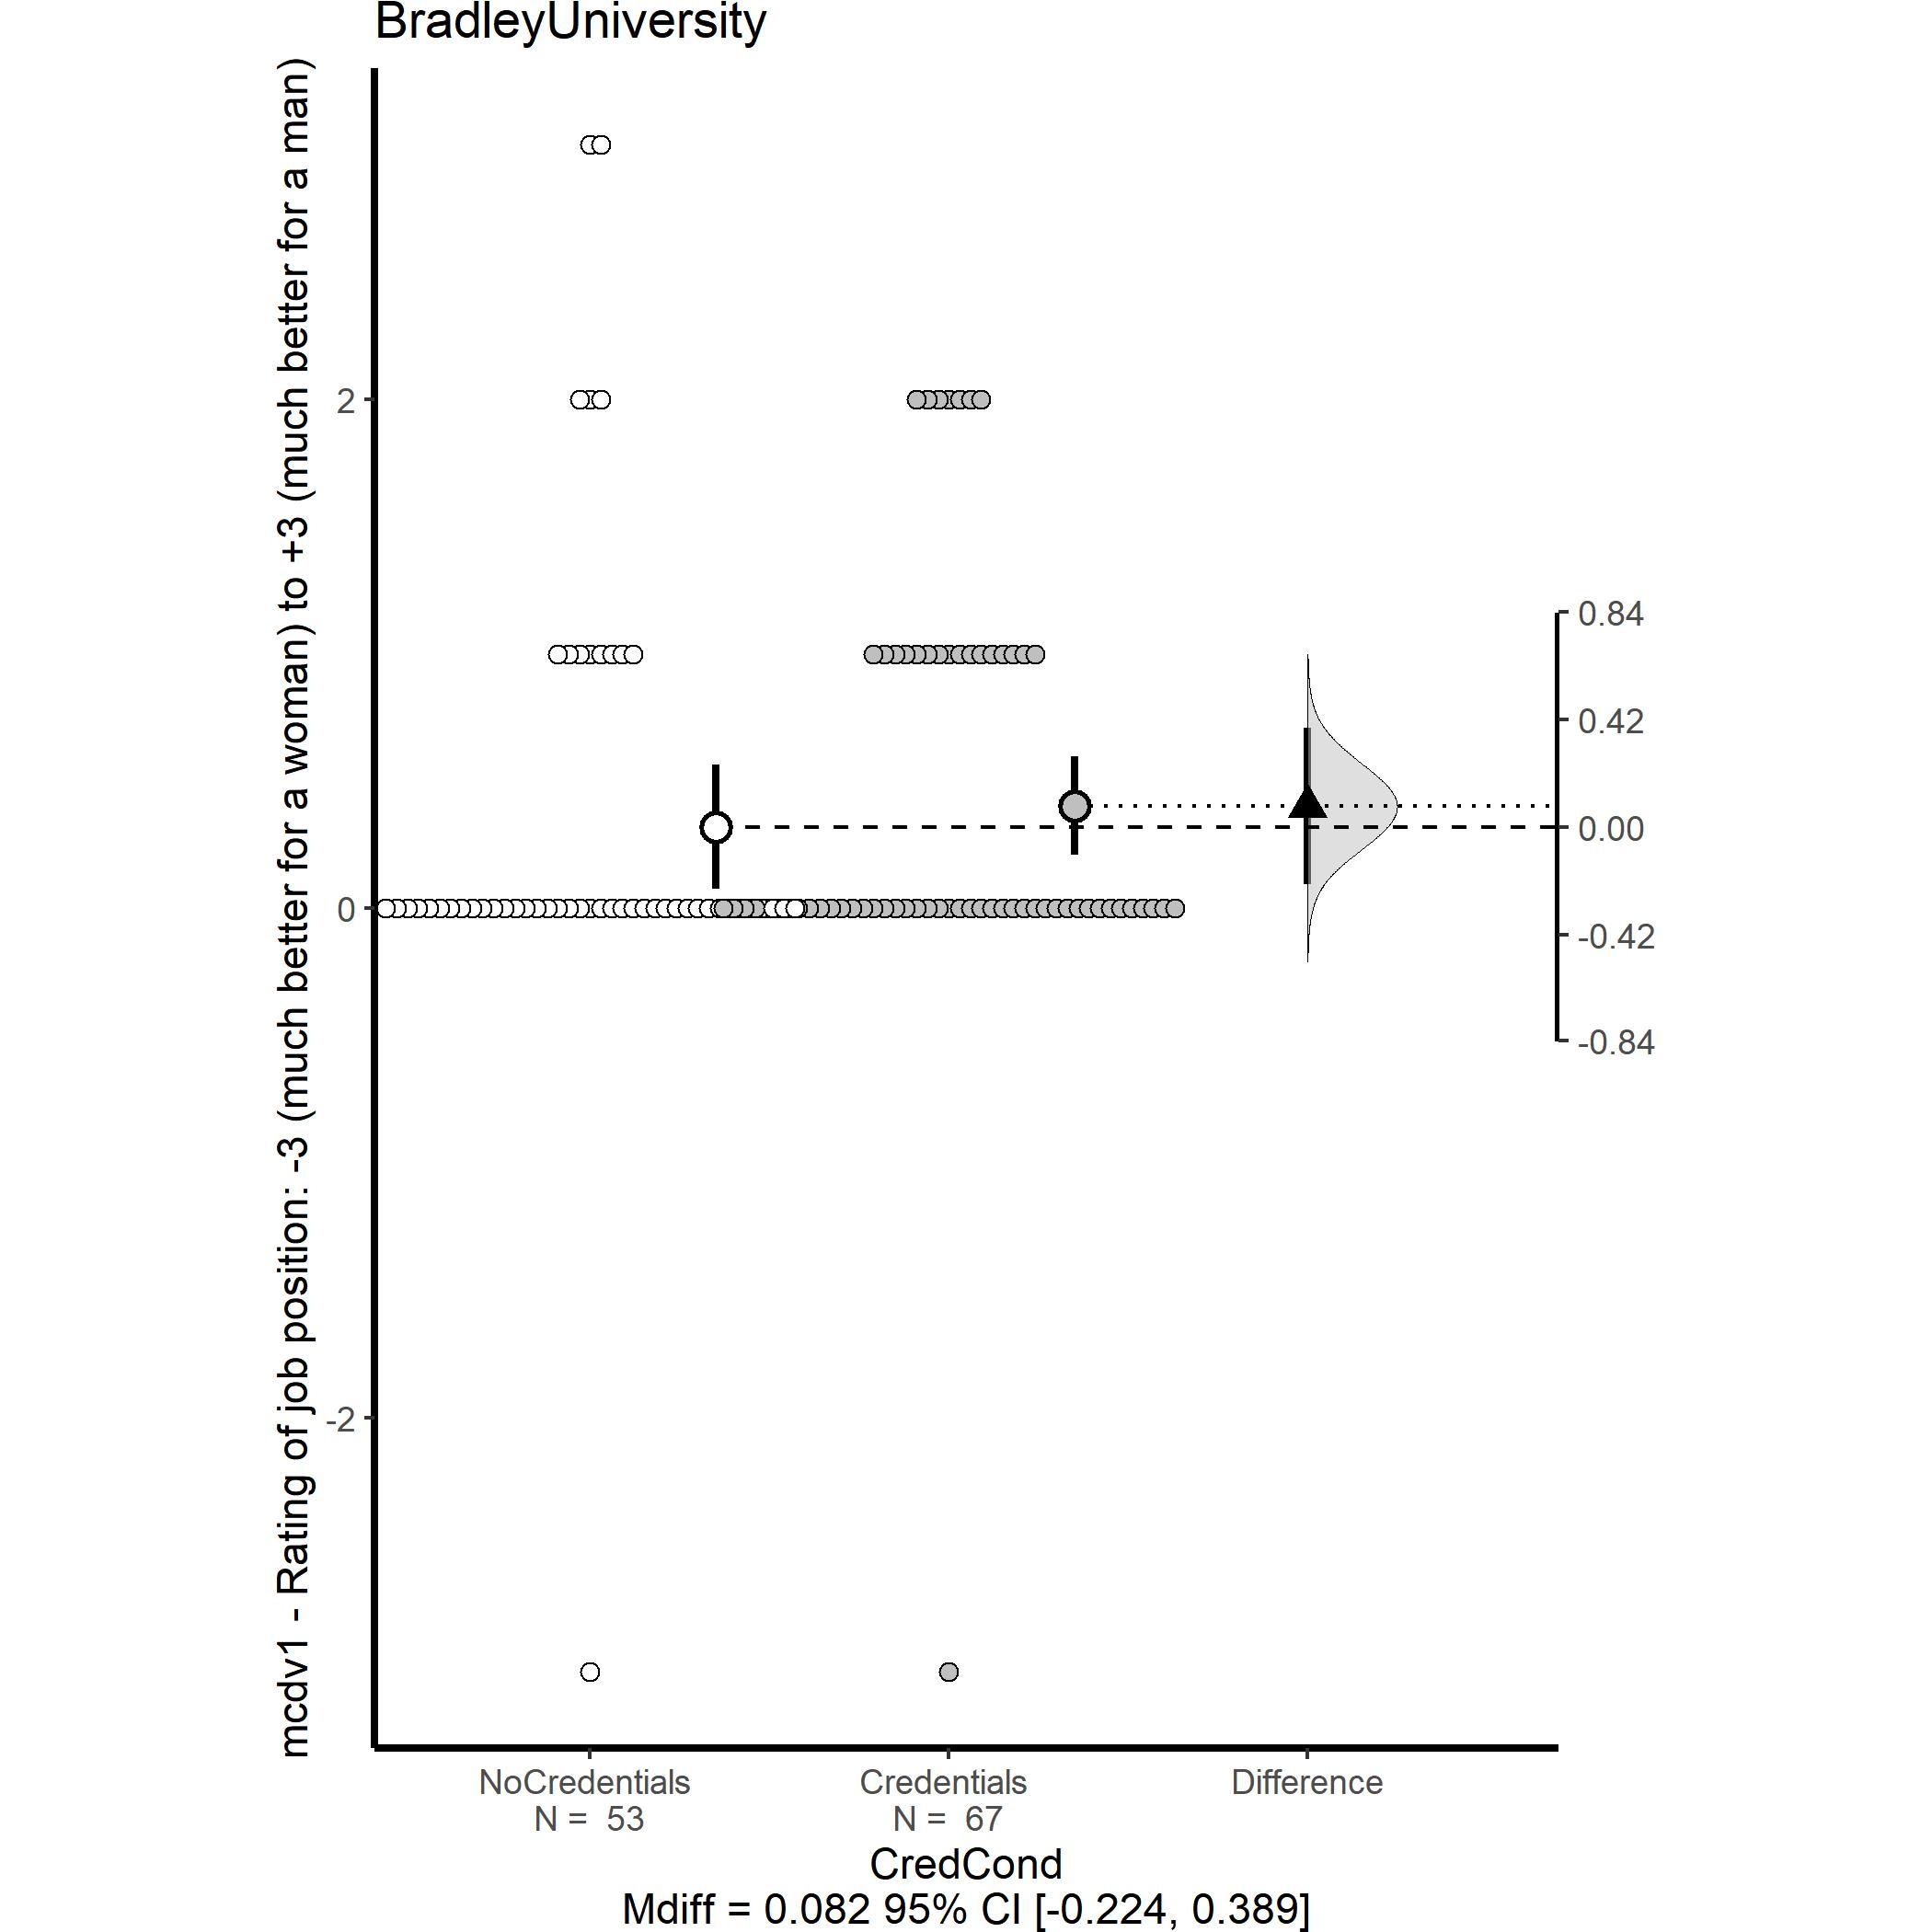 BradleyUniversity
mcdv1 - Rating of job position: -3 (much better for a woman) to +3 (much better for a man)
2
0
-2
0.84
0.42
0.00
-0.42
-0.84
NoCredentials
N =  53
Credentials
N =  67
Difference
CredCond
Mdiff = 0.082 95% CI [-0.224, 0.389]